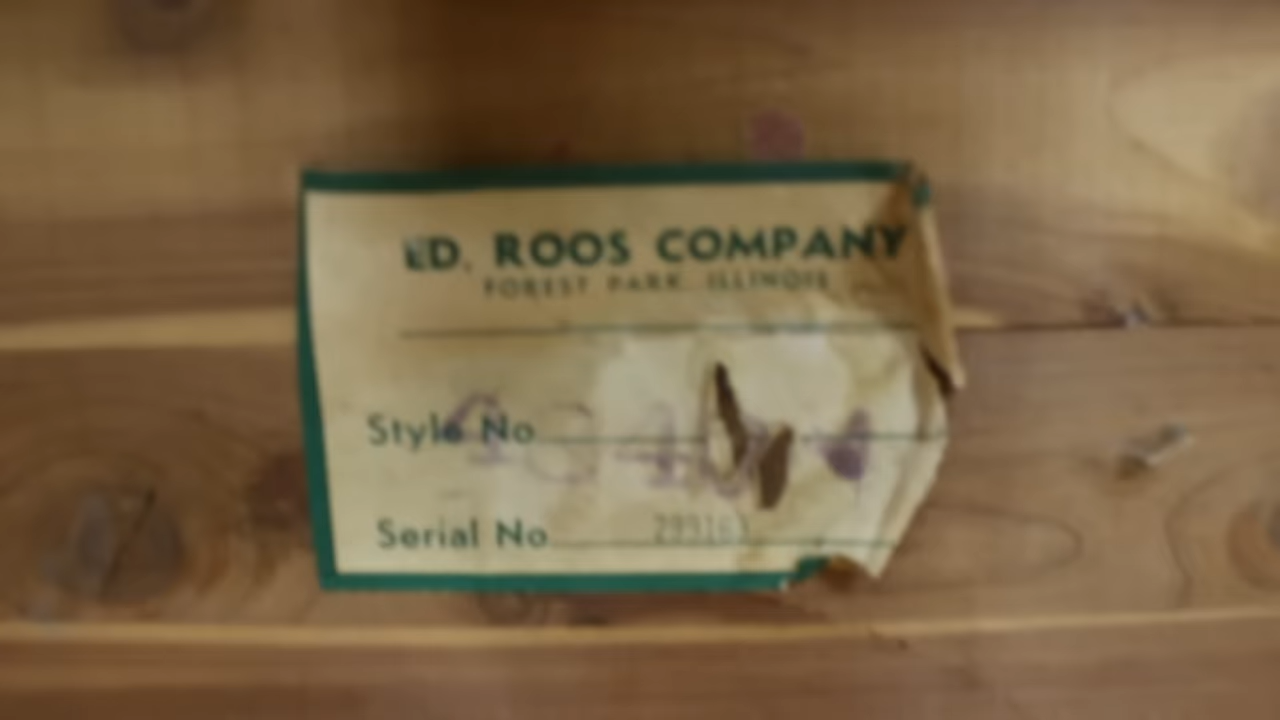 ED. ROOS COMPANY
FOREST PARK, ILLINOIS
Style No
Serial No